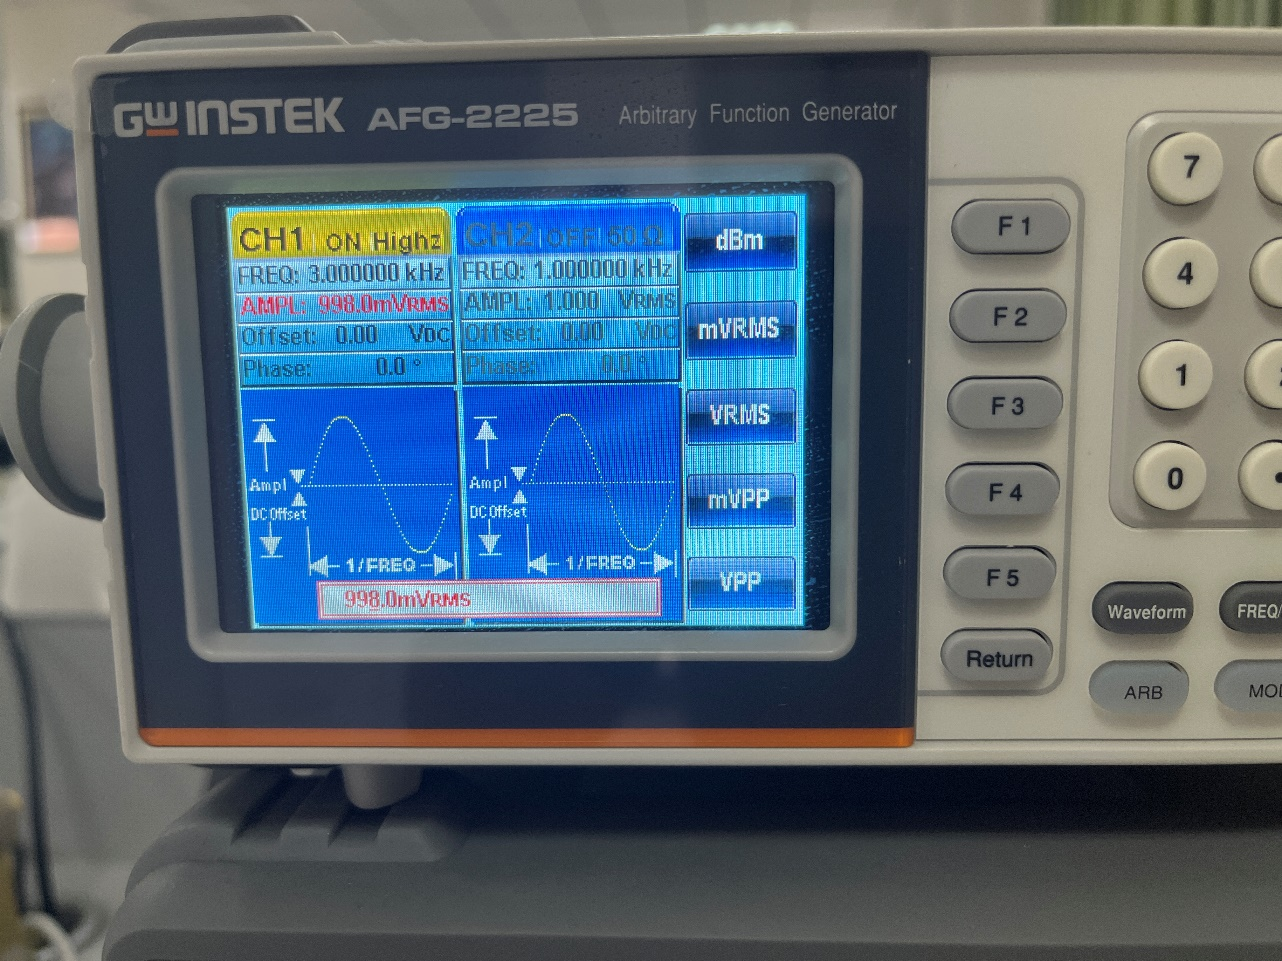 GW INSTEK AFG-2225 Arbitrary Function Generator
CH1 ON Highz
FREQ: 3.000000 kHz
AMPL: 998.0mVRMS
Offset: 0.00 VDC
Phase: 0.0 °
CH2 OFF 50 Ω
FREQ: 1.000000 kHz
AMPL: 1.000 VRMS
Offset: 0.00 VDC
Phase: 0.0 °
Ampl
DC Offset
1/FREQ
Ampl
DC Offset
1/FREQ
998.0mVRMS
dBm
mVRMS
VRMS
mVPP
VPP
F 1
F 2
F 3
F 4
F 5
Return
7
4
1
0
Waveform
FREQ/
ARB